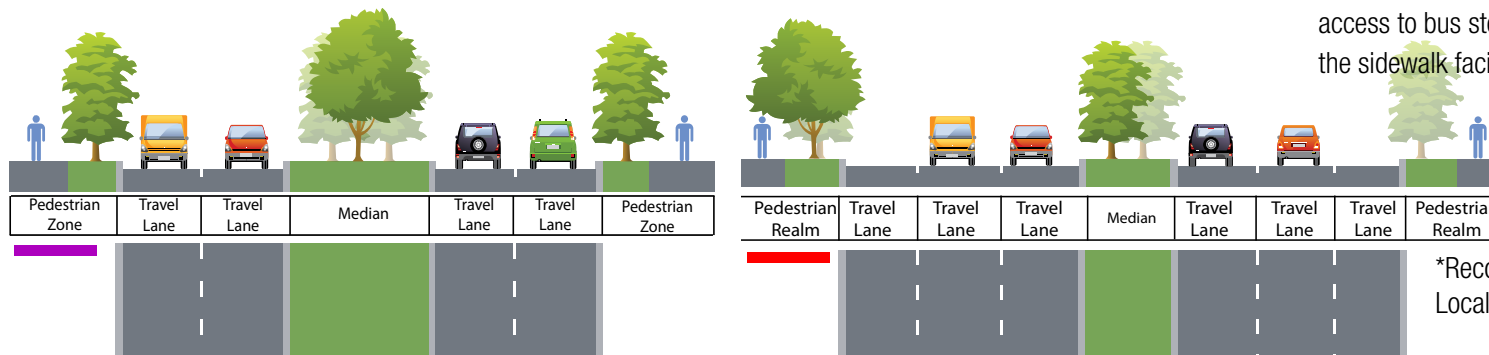 access to bus sto
the sidewalk faci
Pedestrian
Zone
Travel
Lane
Travel
Lane
Median
Travel
Lane
Travel
Lane
Pedestrian
Zone
Pedestrian
Realm
Travel
Lane
Travel
Lane
Travel
Lane
Median
Travel
Lane
Travel
Lane
Travel
Lane
Pedestria
Realm
*Reco
Local